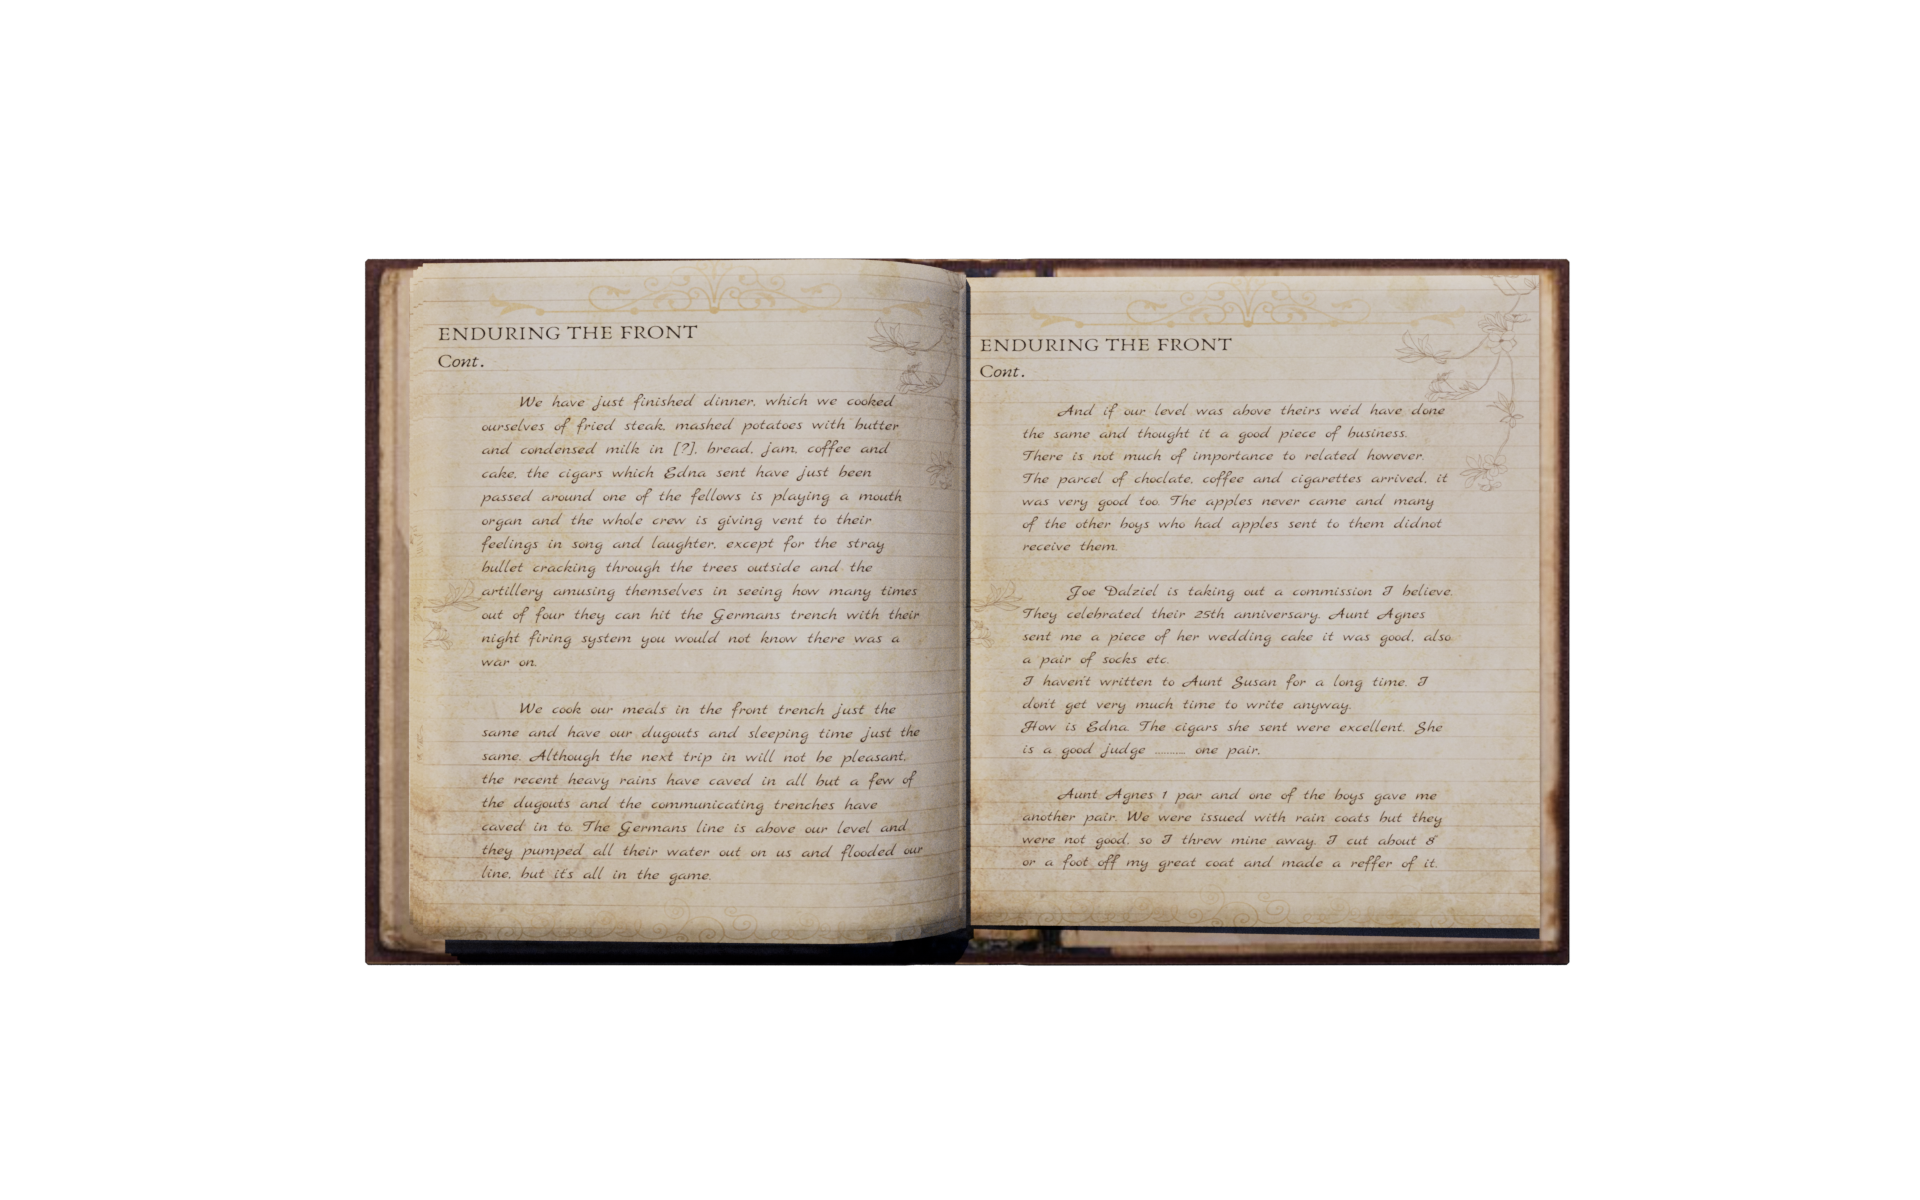 ENDURING THE FRONT
Cont.
We have just finished dinner, which we cooked
ourselves of fried steak, mashed potatoes with butter
and condensed milk in [?], bread, jam, coffee and
cake, the cigars which Edna sent have just been
passed around one of the fellows is playing a mouth
organ and the whole crew is giving vent to their
feelings in song and laughter, except for the stray
bullet cracking through the trees outside and the
artillery amusing themselves in seeing how many times
out of four they can hit the Germans trench with their
night firing system you would not know there was a
war on.
We cook our meals in the front trench just the
same and have our dugouts and sleeping time just the
same. Although the next trip in will not be pleasant,
the recent heavy rains have caved in all but a few of
the dugouts and the communicating trenches have
caved in to. The Germans line is above our level and
they pumped all their water out on us and flooded our
line, but it's all in the game.
ENDURING THE FRONT
Cont.
And if our level was above theirs we'd have done
the same and thought it a good piece of business.
There is not much of importance to related however.
The parcel of choclate, coffee and cigarettes arrived, it
was very good too. The apples never came and many
of the other boys who had apples sent to them didnot
receive them.
Joe Dalziel is taking out a commission I believe.
They celebrated their 25th anniversary. Aunt Agnes
sent me a piece of her wedding cake it was good, also
a pair of socks etc.
I haven't written to Aunt Susan for a long time. I
don't get very much time to write anyway.
How is Edna. The cigars she sent were excellent. She
is a good judge .......... one pair.
Aunt Agnes 1 par and one of the boys gave me
another pair. We were issued with rain coats but they
were not good, so I threw mine away. I cut about 8"
or a foot off my great coat and made a reffer of it.